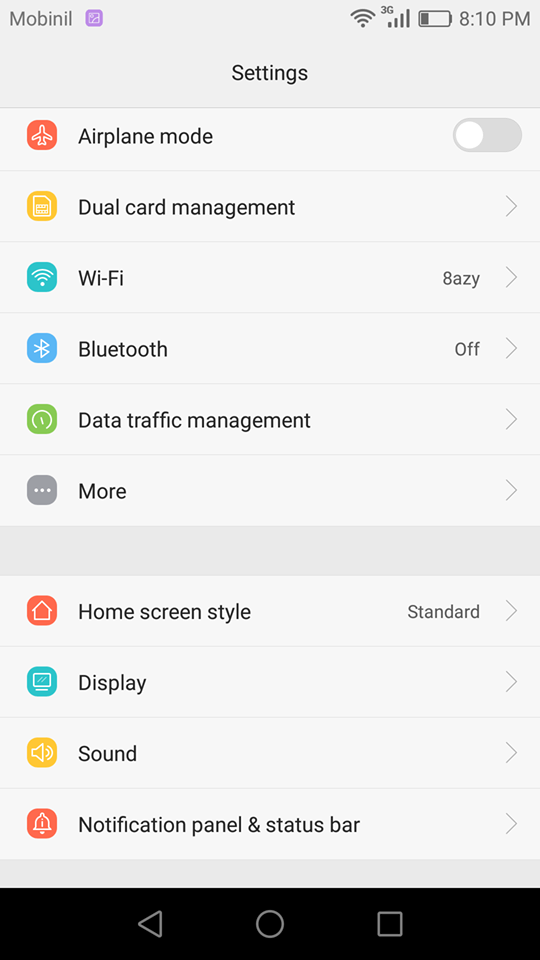 Mobinil 3G 8:10 PM
Settings
Airplane mode
Dual card management
Wi-Fi 8azy
Bluetooth Off
Data traffic management
More
Home screen style Standard
Display
Sound
Notification panel & status bar